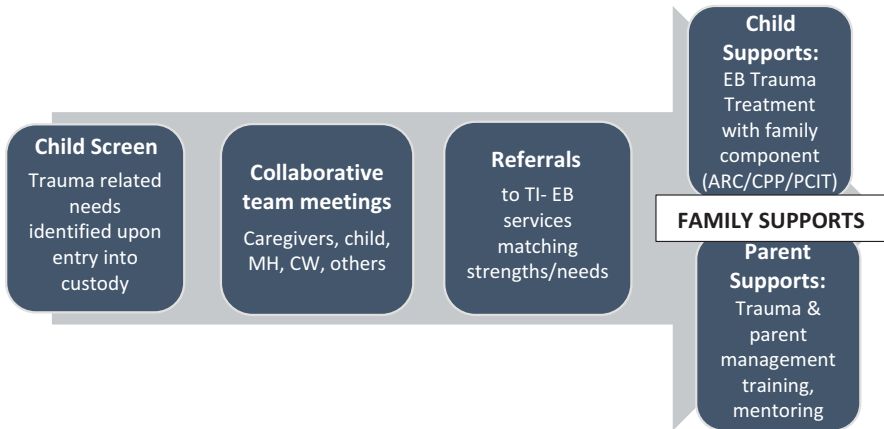 Child Screen
Trauma related
needs
identified upon
entry into
custody
Collaborative
team meetings
Caregivers, child,
MH, CW, others
Referrals
to TI- EB
services
matching
strengths/needs
Child
Supports:
EB Trauma
Treatment
with family
component
(ARC/CPP/PCIT)
FAMILY SUPPORTS
Parent
Supports:
Trauma &
parent
management
training,
mentoring